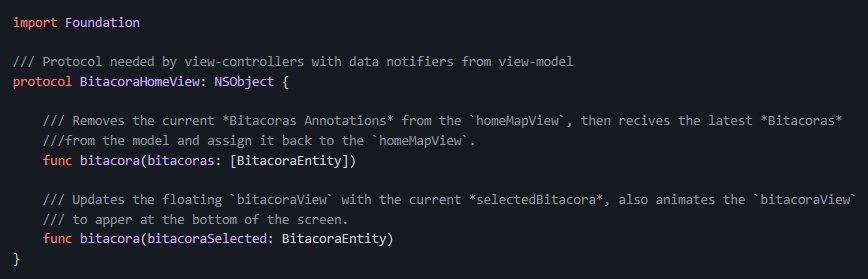 import Foundation
/// Protocol needed by view-controllers with data notifiers from view-model
protocol BitacoraHomeView: NSObject {
/// Removes the current *Bitacoras Annotations* from the `homeMapView`, then recives the latest *Bitacoras*
///from the model and assign it back to the `homeMapView`.
func bitacora(bitacoras: [BitacoraEntity])
/// Updates the floating `bitacoraView` with the current *selectedBitacora*, also animates the `bitacoraView`
/// to apper at the bottom of the screen.
func bitacora(bitacoraSelected: BitacoraEntity)
}